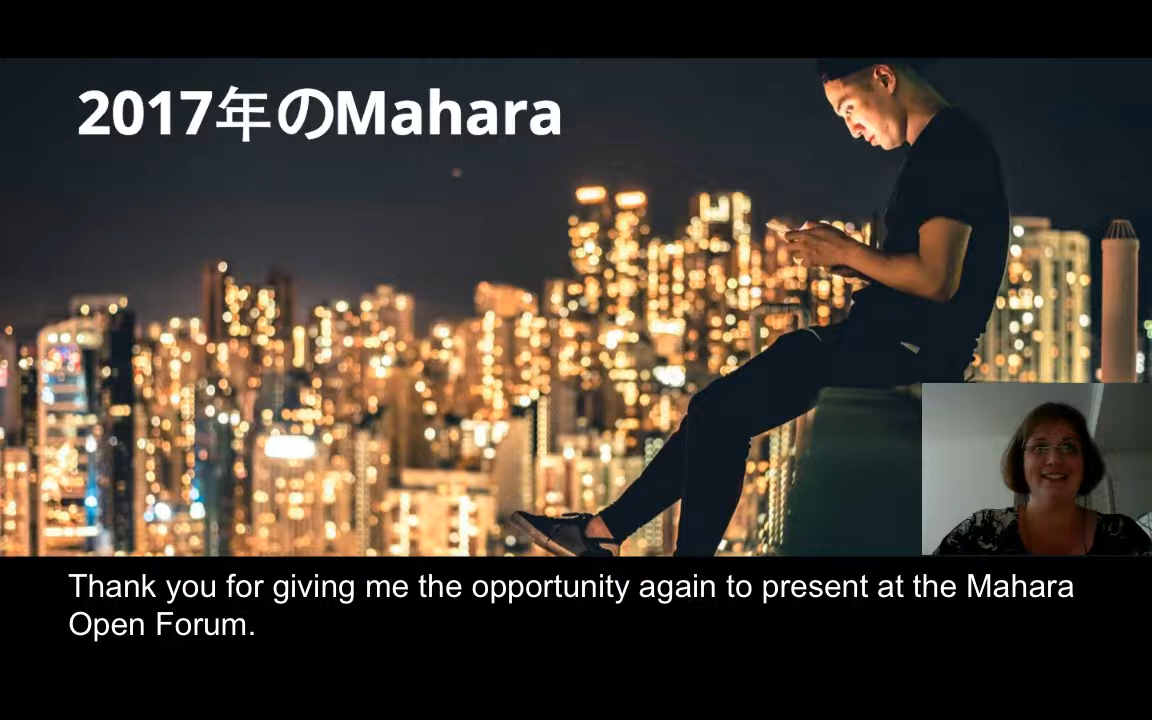 2017年のMahara
Thank you for giving me the opportunity again to present at the Mahara
Open Forum.